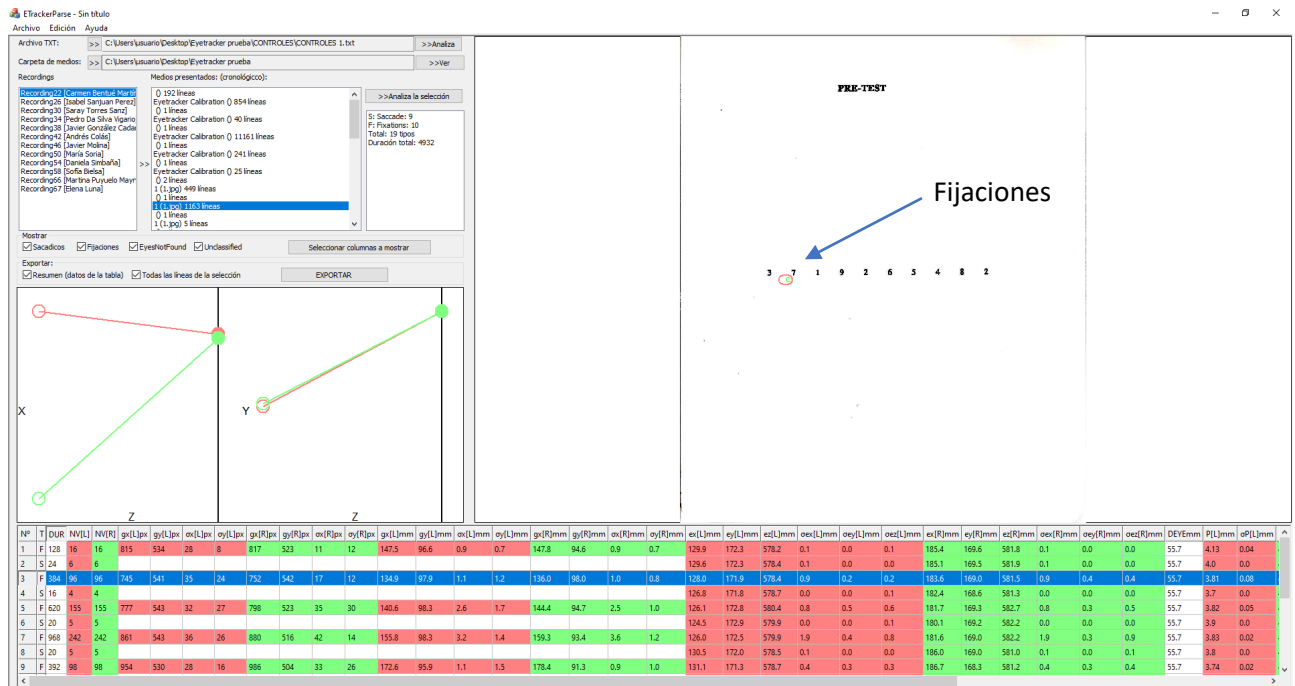 ETrackerParse - Sin título
Archivo Edición Ayuda
Archivo TXT: >> C:\Users\usuario\Desktop\Eyetracker prueba\CONTROLES\CONTROLES 1.txt >>Analiza
Carpeta de medios: >> C:\Users\usuario\Desktop\Eyetracker prueba >>Ver
Recordings Medios presentados: (cronológicco):
Recording22 [Carmen Bentué Martín
Recording26 [Isabel Sanjuan Perez]
Recording30 [Saray Torres Sanz]
Recording34 [Pedro Da Silva Vigario
Recording38 [Javier González Cadau
Recording42 [Andrés Colás]
Recording46 [Javier Molina]
Recording50 [María Soria]
Recording54 [Daniela Simbaña]
Recording58 [Sofía Bielsa]
Recording66 [Martina Puyuelo Mayr
Recording67 [Elena Luna]
>>
() 192 líneas
Eyetracker Calibration () 854 líneas
() 1 líneas
Eyetracker Calibration () 40 líneas
() 1 líneas
Eyetracker Calibration () 11161 líneas
() 1 líneas
Eyetracker Calibration () 241 líneas
() 1 líneas
Eyetracker Calibration () 25 líneas
() 2 líneas
1 (1.jpg) 449 líneas
() 1 líneas
1 (1.jpg) 1163 líneas
() 1 líneas
1 (1.jpg) 5 líneas
>>Analiza la selección
S: Saccade: 9
F: Fixations: 10
Total: 19 tipos
Duración total: 4932
Mostrar
Sacadicos Fijaciones EyesNotFound Unclassified Seleccionar columnas a mostrar
Exportar:
Resumen (datos de la tabla) Todas las líneas de la selección EXPORTAR
X Z Y Z
PRE-TEST
Fijaciones
3 7 1 9 2 6 5 4 8 2
Nº T DUR NV[L] NV[R] gx[L]px gy[L]px σx[L]px σy[L]px gx[R]px gy[R]px σx[R]px σy[R]px gx[L]mm gy[L]mm σx[L]mm σy[L]mm gx[R]mm gy[R]mm σx[R]mm σy[R]mm ex[L]mm ey[L]mm ez[L]mm σex[L]mm σey[L]mm σez[L]mm ex[R]mm ey[R]mm ez[R]mm σex[R]mm σey[R]mm σez[R]mm DEYEmm P[L]mm σP[L]mm
1 F 128 16 16 815 534 28 8 817 523 11 12 147.5 96.6 0.9 0.7 147.8 94.6 0.9 0.7 129.9 172.3 578.2 0.1 0.0 0.1 185.4 169.6 581.8 0.1 0.0 0.0 55.7 4.13 0.04
2 S 24 6 6 129.6 172.3 578.4 0.1 0.0 0.1 185.1 169.5 581.9 0.1 0.0 0.0 55.7 4.0 0.0
3 F 384 96 96 745 541 35 24 752 542 17 12 134.9 97.9 1.1 1.2 136.0 98.0 1.0 0.8 128.0 171.9 578.4 0.9 0.2 0.2 183.6 169.0 581.5 0.9 0.4 0.4 55.7 3.81 0.08
4 S 16 4 4 126.8 171.8 578.7 0.0 0.0 0.1 182.4 168.6 581.3 0.0 0.0 0.0 55.7 3.7 0.0
5 F 620 155 155 777 543 32 27 798 523 35 30 140.6 98.3 2.6 1.7 144.4 94.7 2.5 1.0 126.1 172.8 580.4 0.8 0.5 0.6 181.7 169.3 582.7 0.8 0.3 0.5 55.7 3.82 0.05
6 S 20 5 5 124.5 172.9 579.9 0.0 0.0 0.1 180.1 169.2 582.2 0.0 0.0 0.0 55.7 3.9 0.0
7 F 968 242 242 861 543 36 26 880 516 42 14 155.8 98.3 3.2 1.4 159.3 93.4 3.6 1.2 126.0 172.5 579.9 1.9 0.4 0.8 181.6 169.0 582.2 1.9 0.3 0.9 55.7 3.83 0.02
8 S 20 5 5 130.5 172.0 578.5 0.1 0.0 0.0 186.0 169.0 581.0 0.1 0.0 0.1 55.7 3.8 0.0
9 F 392 98 98 954 530 28 16 986 504 33 26 172.6 95.9 1.1 1.5 178.4 91.3 0.9 1.0 131.1 171.3 578.7 0.4 0.3 0.3 186.7 168.3 581.2 0.4 0.3 0.4 55.7 3.74 0.02